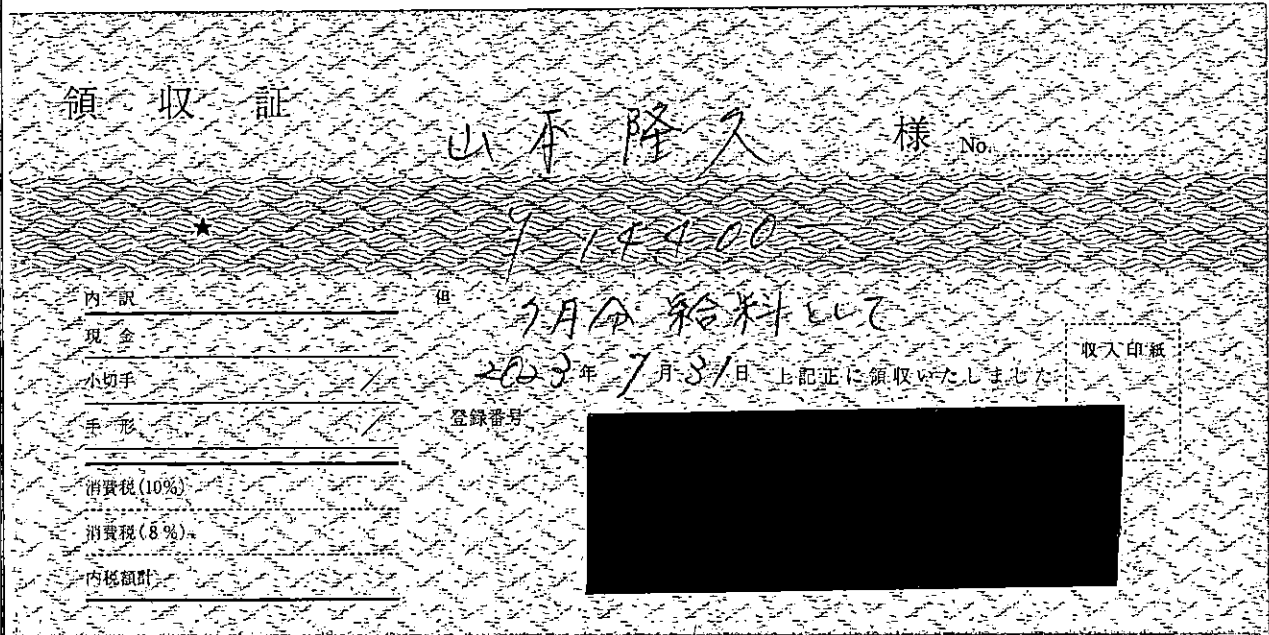 領収証
山本隆久 様 No.
★
¥14400-
内訳
但 7月分 給料として
現金
収入印紙
小切手
2023年7月31日 上記正に領収いたしました
手形
登録番号
消費税(10%)
消費税(8%)
内税額計